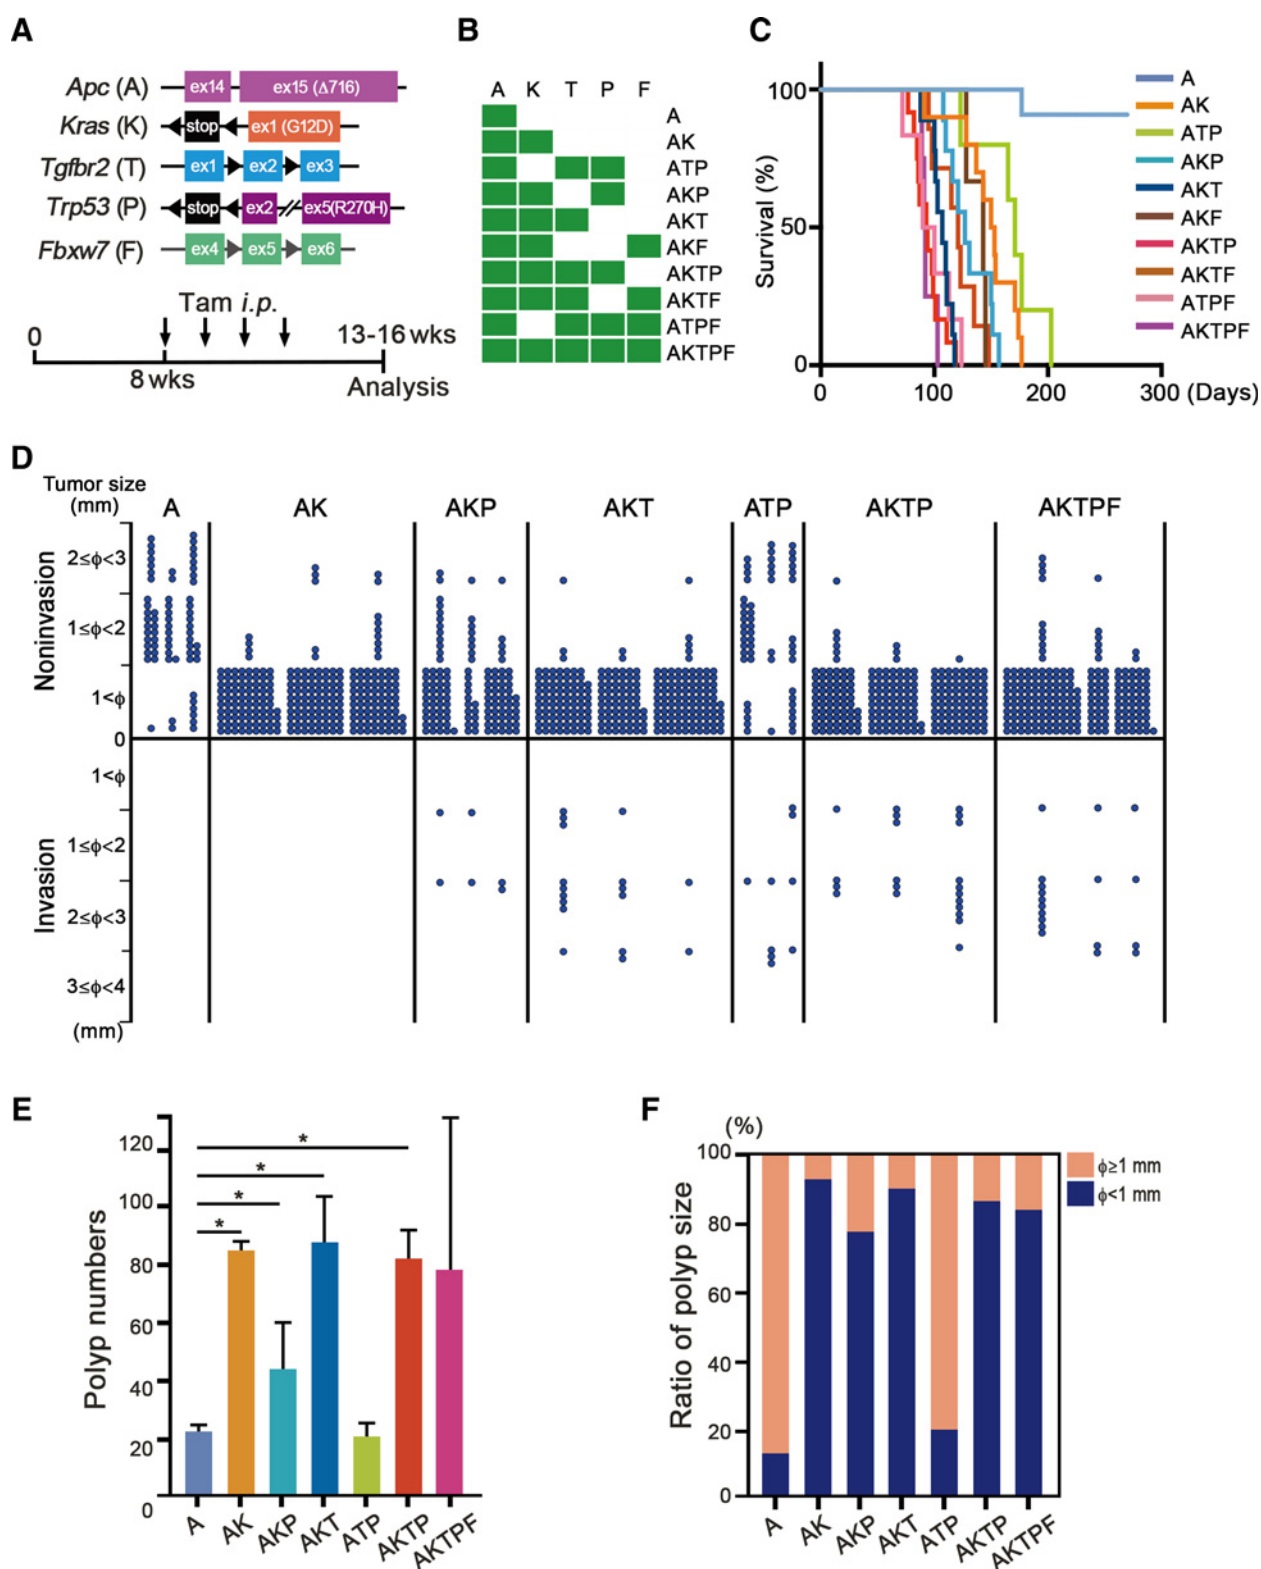 A
Apc (A)
ex14
ex15 (Δ716)
Kras (K)
stop
ex1 (G12D)
Tgfbr2 (T)
ex1
ex2
ex3
Trp53 (P)
stop
ex2
ex5(R270H)
Fbxw7 (F)
ex4
ex5
ex6
Tam i.p.
0
13-16 wks
8 wks
Analysis
B
A K T P F
A
AK
ATP
AKP
AKT
AKF
AKTP
AKTF
ATPF
AKTPF
C
Survival (%)
100
50
0
0 100 200 300 (Days)
A
AK
ATP
AKP
AKT
AKF
AKTP
AKTF
ATPF
AKTPF
D
Tumor size
(mm)
A AK AKP AKT ATP AKTP AKTPF
Noninvasion
2≤ϕ<3
1≤ϕ<2
1<ϕ
0
Invasion
1<ϕ
1≤ϕ<2
2≤ϕ<3
3≤ϕ<4
(mm)
E
Polyp numbers
120
100
80
60
40
20
0
*
*
*
*
A AK AKP AKT ATP AKTP AKTPF
F
(%)
Ratio of polyp size
100
80
60
40
20
0
ϕ≥1 mm
ϕ<1 mm
A AK AKP AKT ATP AKTP AKTPF